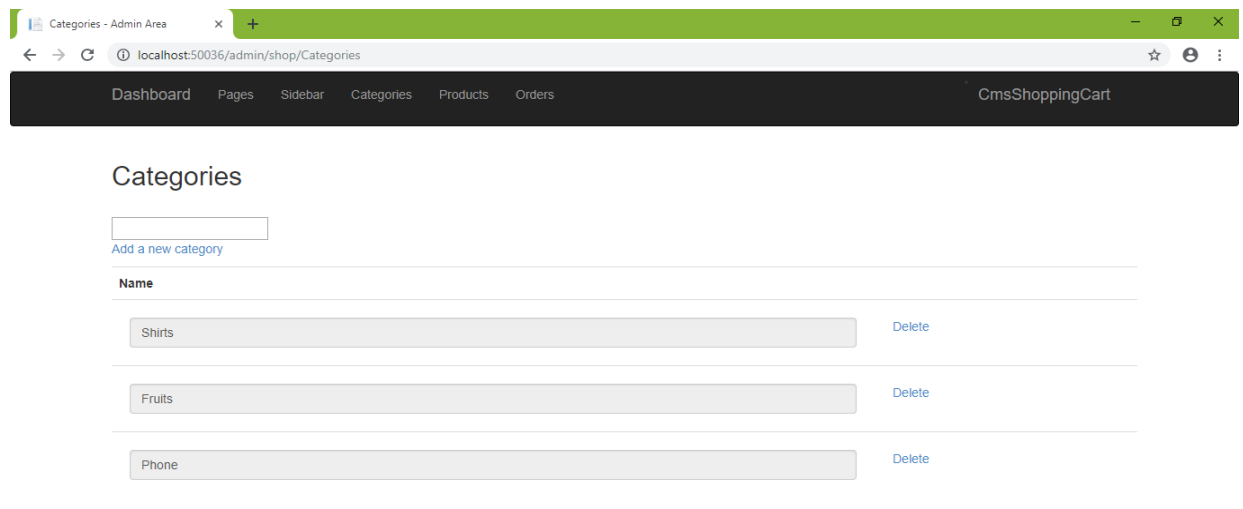 Categories - Admin Area
localhost:50036/admin/shop/Categories
Dashboard Pages Sidebar Categories Products Orders CmsShoppingCart
Categories
Add a new category
Name
Shirts Delete
Fruits Delete
Phone Delete